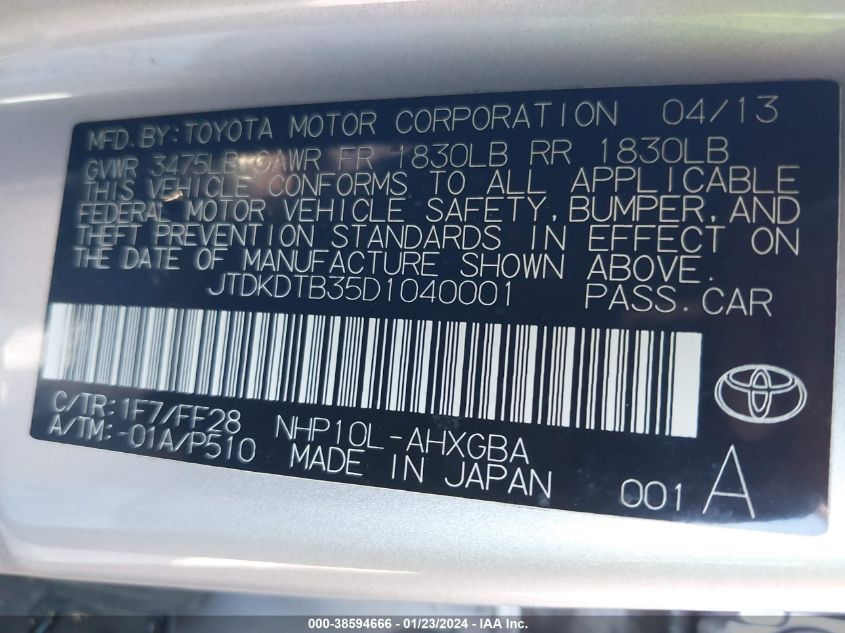 MFD.BY:TOYOTA MOTOR CORPORATION 04/13
GVWR 3475LB GAWR FR 1830LB RR 1830LB
THIS VEHICLE CONFORMS TO ALL APPLICABLE
FEDERAL MOTOR VEHICLE SAFETY,BUMPER,AND
THEFT PREVENTION STANDARDS IN EFFECT ON
THE DATE OF MANUFACTURE SHOWN ABOVE.
JTDKDTB35D1040001 PASS.CAR
C/TR:1F7/FF28 NHP10L-AHXGBA
A/TM:-01A/P510 MADE IN JAPAN
001 A
000-38594666 - 01/23/2024 - © IAA Inc.